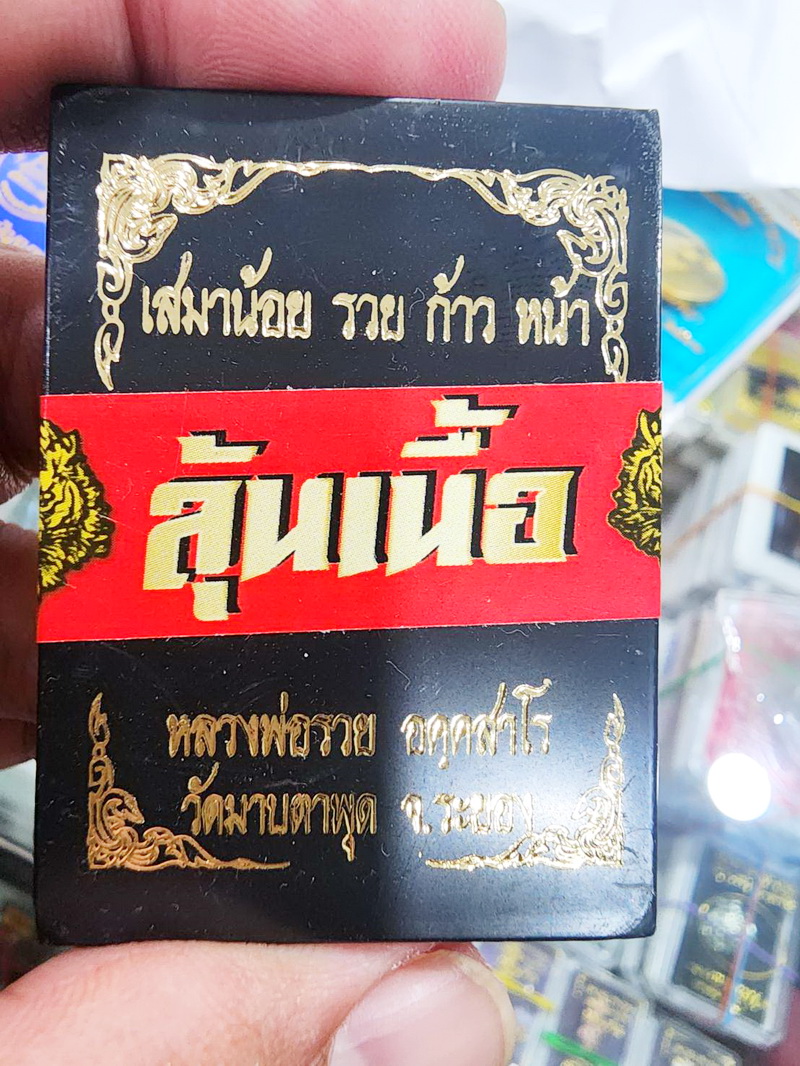 เสมาน้อย รวย ก้าว หน้า
ลุ้นเนื้อ
หลวงพ่อรวย อคฺคสาโร
วัดมาบตาพุด จ.ระยอง